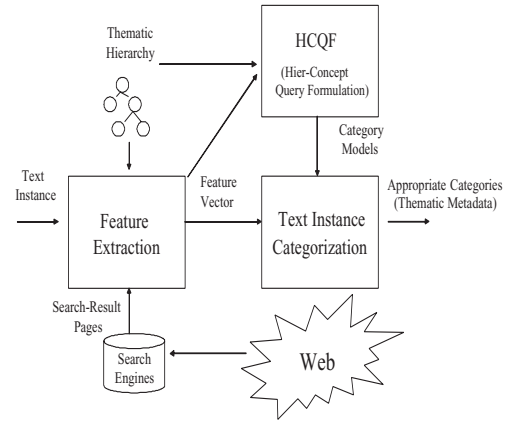 Thematic
Hierarchy
HCQF
(Hier-Concept
Query Formulation)
Category
Models
Text
Instance
Feature
Extraction
Feature
Vector
Text Instance
Categorization
Appropriate Categories
(Thematic Metadata)
Search-Result
Pages
Search
Engines
Web